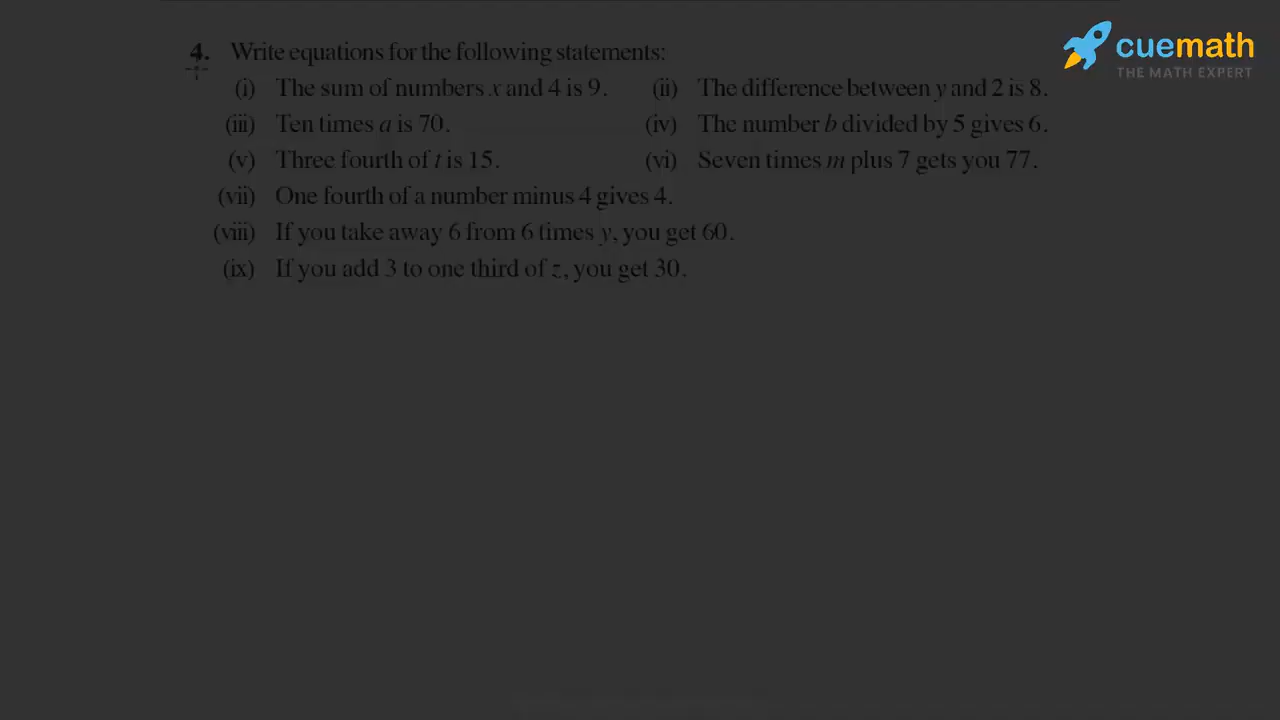 cuemath
THE MATH EXPERT
4. Write equations for the following statements:
(i) The sum of numbers x and 4 is 9. (ii) The difference between y and 2 is 8.
(iii) Ten times a is 70. (iv) The number b divided by 5 gives 6.
(v) Three fourth of t is 15. (vi) Seven times m plus 7 gets you 77.
(vii) One fourth of a number minus 4 gives 4.
(viii) If you take away 6 from 6 times y, you get 60.
(ix) If you add 3 to one third of z, you get 30.